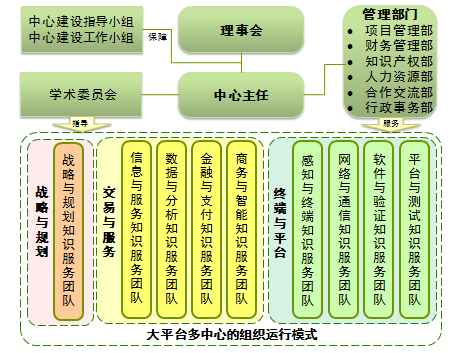 中心建设指导小组
中心建设工作小组
保障
理事会
管理部门
• 项目管理部
• 财务管理部
• 知识产权部
• 人力资源部
• 合作交流部
• 行政事务部
学术委员会
中心主任
指导
服务
战略与规划
战略与规划知识服务团队
交易与服务
信息与服务知识服务团队
数据与分析知识服务团队
金融与支付知识服务团队
商务与智能知识服务团队
终端与平台
感知与终端知识服务团队
网络与通信知识服务团队
软件与验证知识服务团队
平台与测试知识服务团队
大平台多中心的组织运行模式